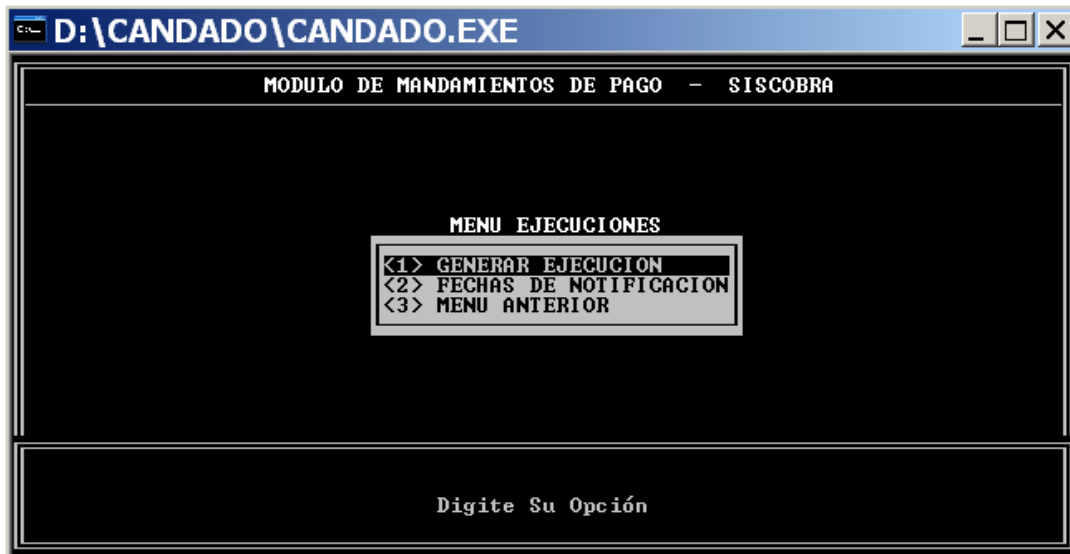 D:\CANDADO\CANDADO.EXE
MODULO DE MANDAMIENTOS DE PAGO - SISCOBRA
MENU EJECUCIONES
<1> GENERAR EJECUCION
<2> FECHAS DE NOTIFICACION
<3> MENU ANTERIOR
Digite Su Opción